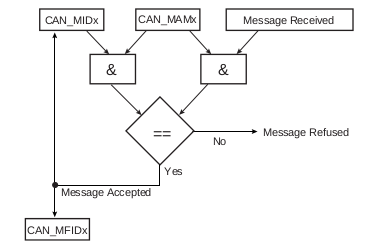 CAN_MIDx
CAN_MAMx
Message Received
&
&
==
No
Message Refused
Yes
Message Accepted
CAN_MFIDx